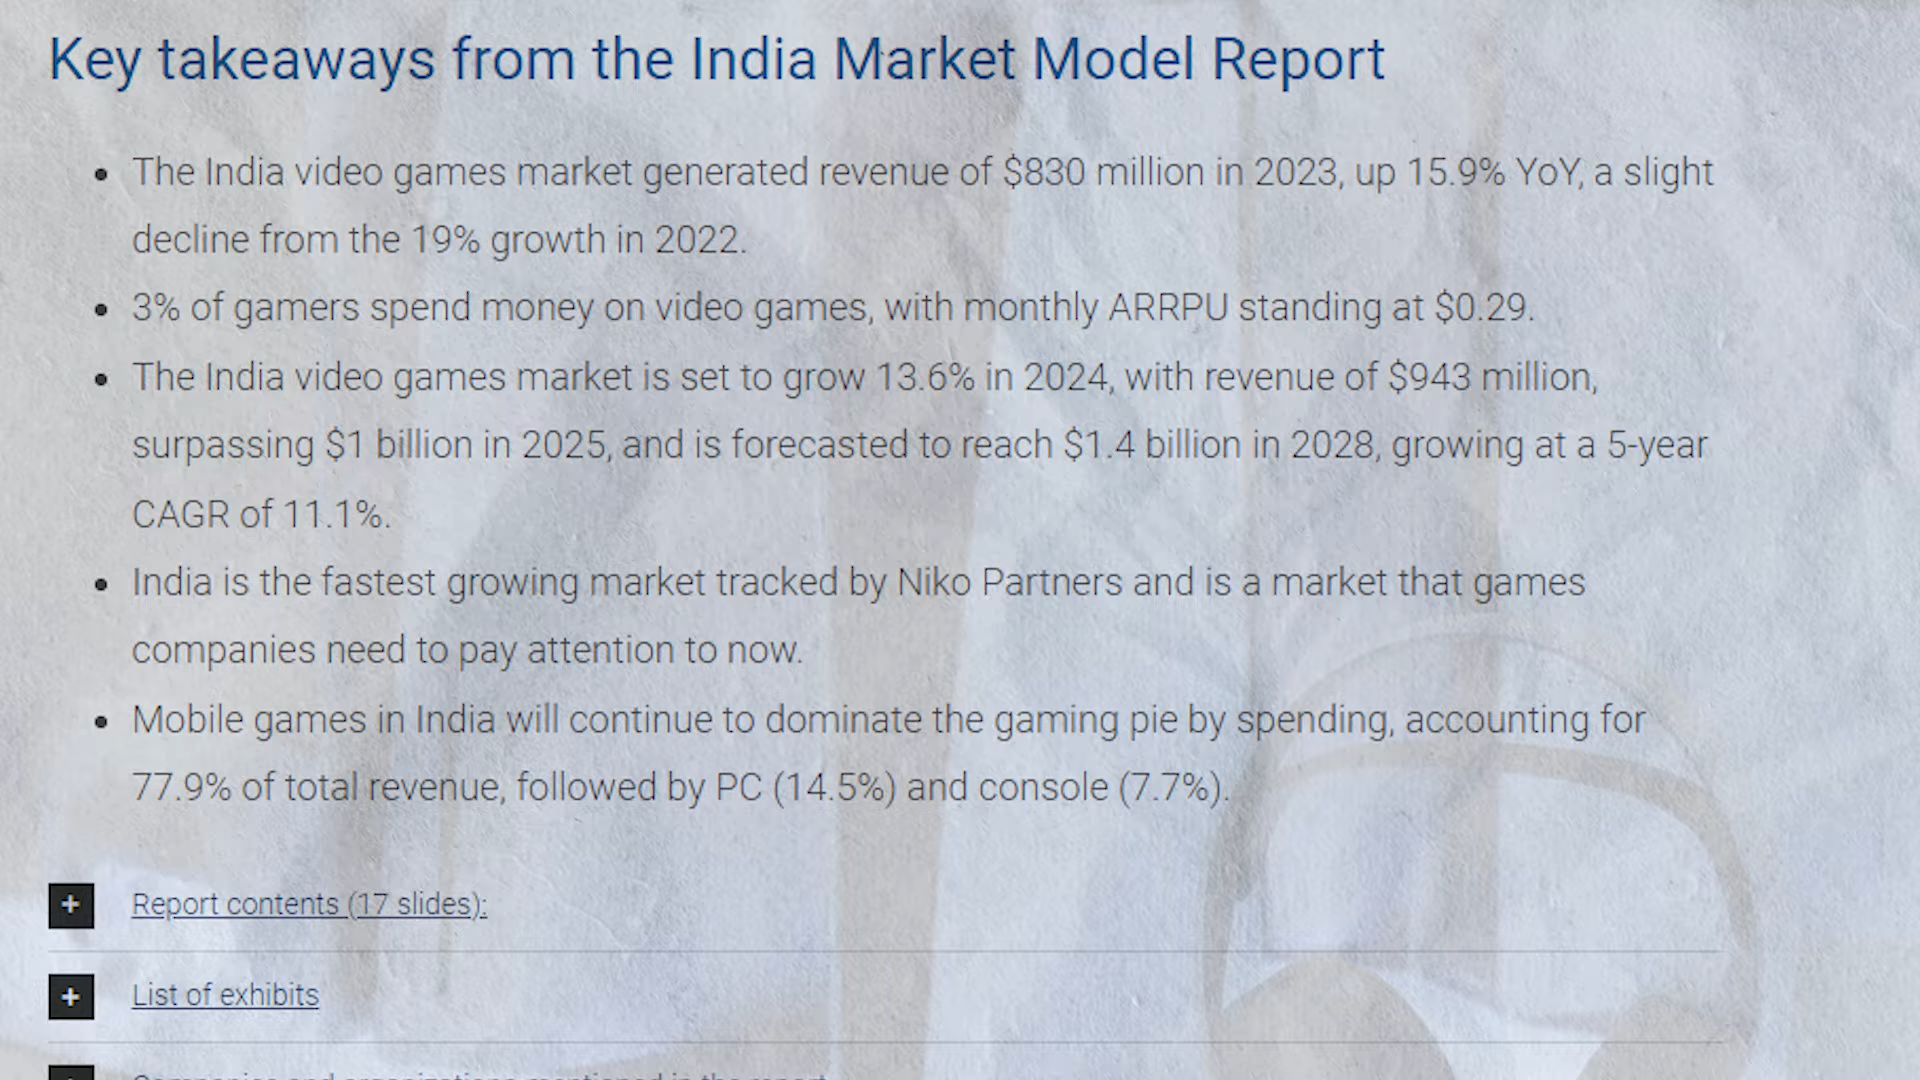 Key takeaways from the India Market Model Report
• The India video games market generated revenue of $830 million in 2023, up 15.9% YoY, a slight
decline from the 19% growth in 2022.
• 3% of gamers spend money on video games, with monthly ARRPU standing at $0.29.
• The India video games market is set to grow 13.6% in 2024, with revenue of $943 million,
surpassing $1 billion in 2025, and is forecasted to reach $1.4 billion in 2028, growing at a 5-year
CAGR of 11.1%.
• India is the fastest growing market tracked by Niko Partners and is a market that games
companies need to pay attention to now.
• Mobile games in India will continue to dominate the gaming pie by spending, accounting for
77.9% of total revenue, followed by PC (14.5%) and console (7.7%).
+ Report contents (17 slides):
+ List of exhibits
Companies and organizations mentioned in the report